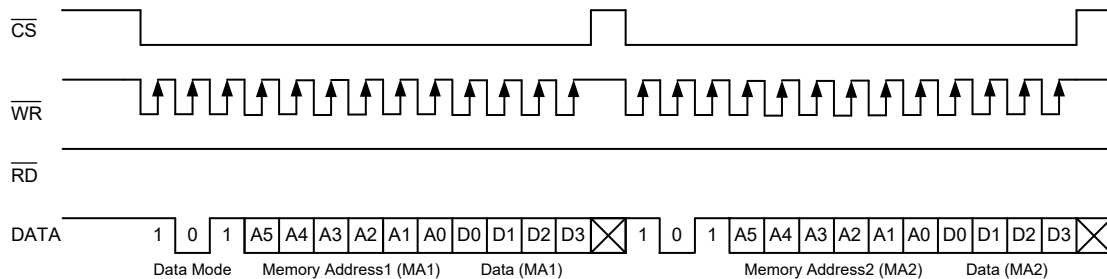 CS
WR
RD
DATA 1 0 1 A5 A4 A3 A2 A1 A0 D0 D1 D2 D3 1 0 1 A5 A4 A3 A2 A1 A0 D0 D1 D2 D3
Data Mode Memory Address1 (MA1) Data (MA1) Memory Address2 (MA2) Data (MA2)